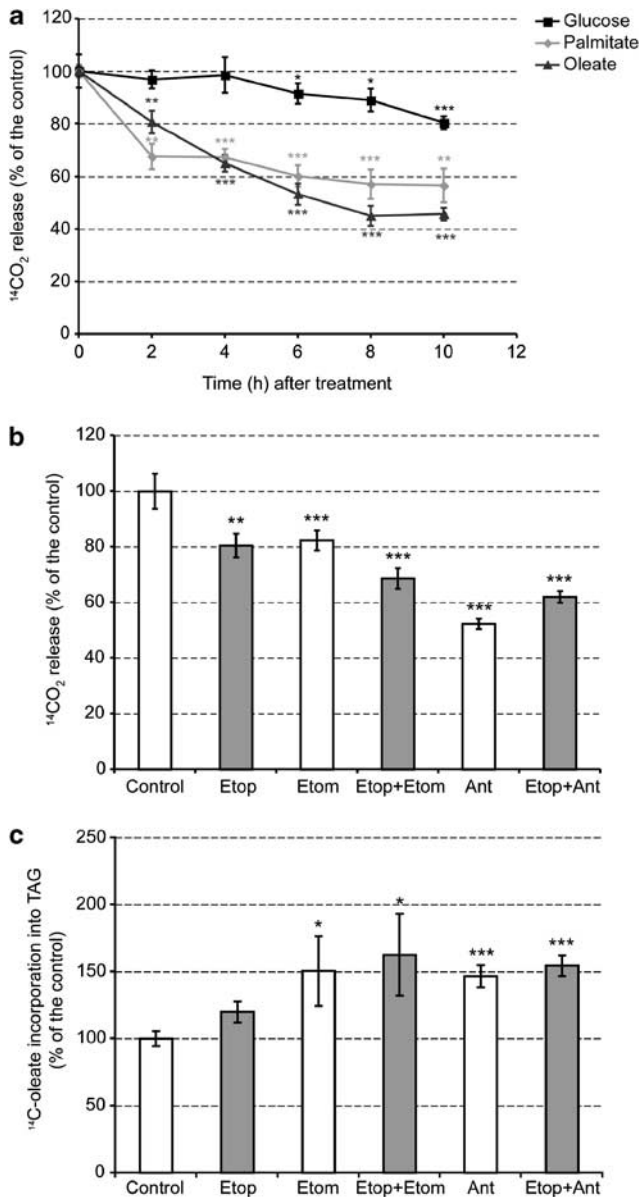 a
Glucose
Palmitate
Oleate
120
100
80
60
40
20
0
* * ***
** ** *** *** *** ** *** *** *** ***
0 2 4 6 8 10 12
¹⁴CO₂ release (% of the control)
Time (h) after treatment
b
120
100
80
60
40
20
0
** *** *** *** ***
¹⁴CO₂ release (% of the control)
Control Etop Etom Etop+Etom Ant Etop+Ant
c
250
200
150
100
50
0
* * *** ***
¹⁴C-oleate incorporation into TAG
(% of the control)
Control Etop Etom Etop+Etom Ant Etop+Ant